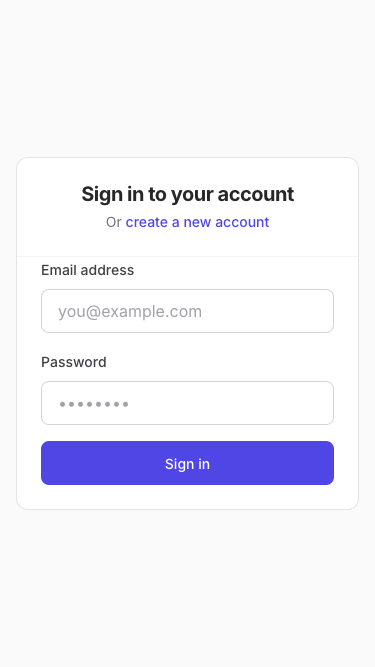 Sign in to your account
Or create a new account
Email address
you@example.com
Password
••••••••
Sign in